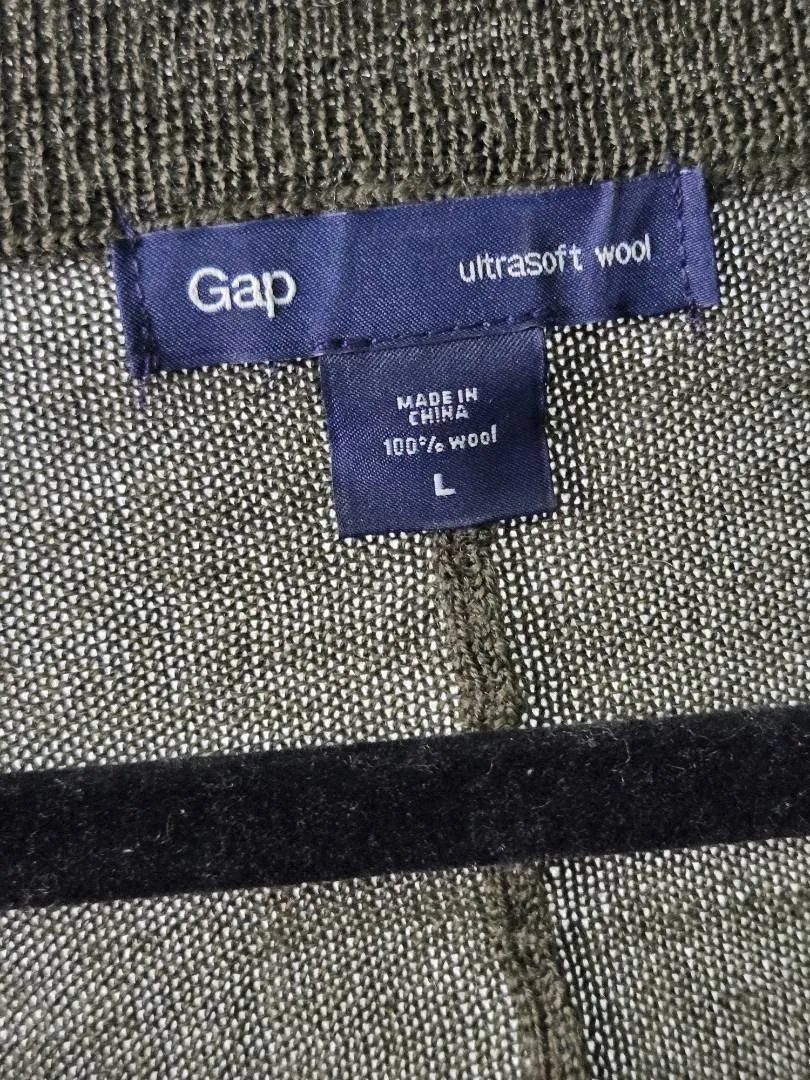 Gap
ultrasoft wool
MADE IN
CHINA
100% wool
L